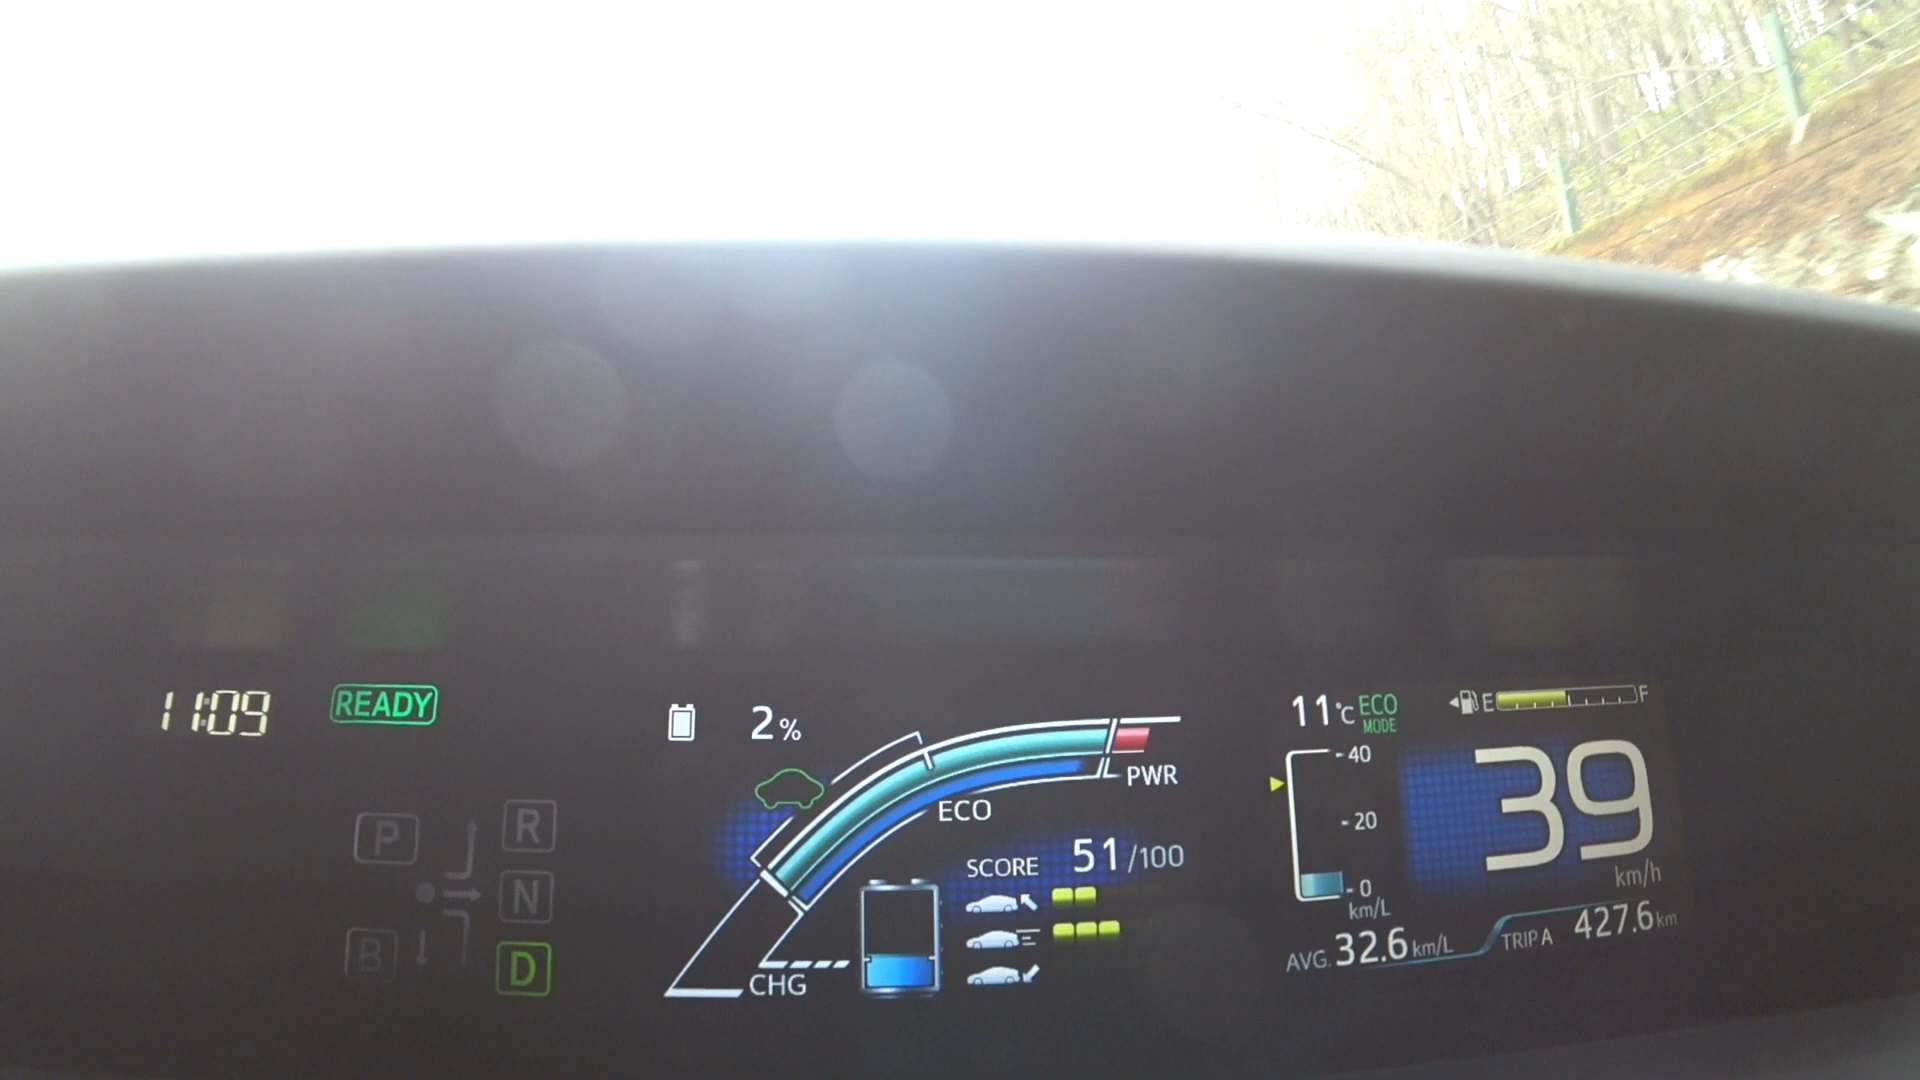 11:09
READY
P
R
N
B
D
2%
PWR
ECO
SCORE 51/100
CHG
11°C
ECO
MODE
E
F
40
20
0
km/L
39
km/h
AVG. 32.6 km/L
TRIP A 427.6 km